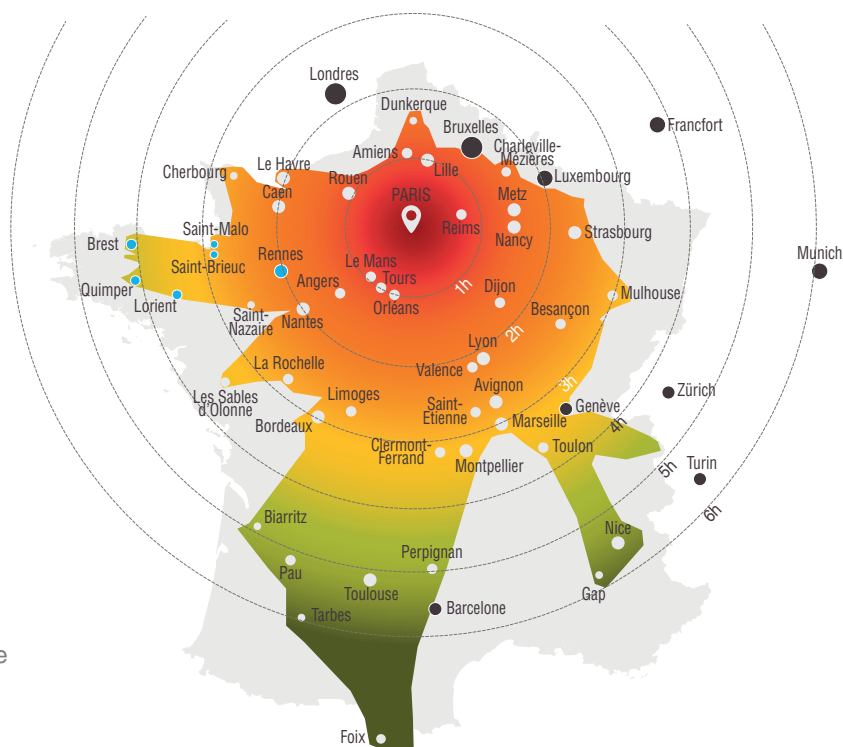 Londres
Dunkerque
Bruxelles
Francfort
Amiens
Lille
Charleville-
Mézières
Cherbourg
Le Havre
Luxembourg
Rouen
Caen
PARIS
Metz
Reims
Nancy
Strasbourg
Saint-Malo
Brest
Saint-Brieuc
Rennes
Munich
Le Mans
Tours
Angers
Orléans
1h
Dijon
Quimper
Lorient
Mulhouse
Saint-
Nazaire
Nantes
Besançon
2h
Lyon
Valence
La Rochelle
3h
Avignon
Les Sables
d'Olonne
Limoges
Saint-
Etienne
Genève
Zürich
Bordeaux
Marseille
4h
Clermont-
Ferrand
Montpellier
Toulon
5h
Turin
6h
Biarritz
Nice
Perpignan
Pau
Toulouse
Gap
Tarbes
Barcelone
e
Foix